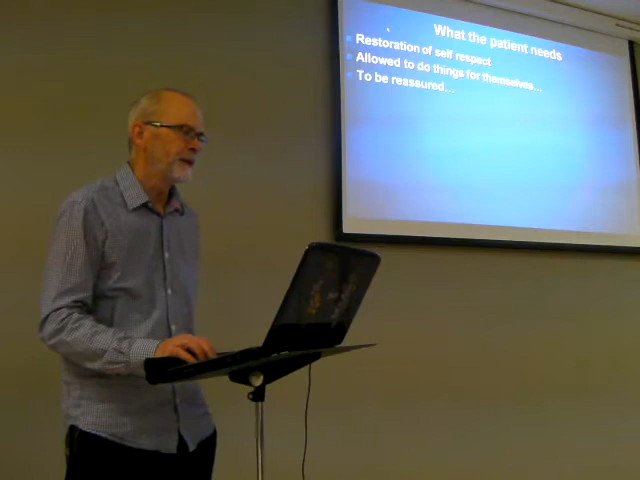 What the patient needs
Restoration of self respect
Allowed to do things for themselves...
To be reassured...